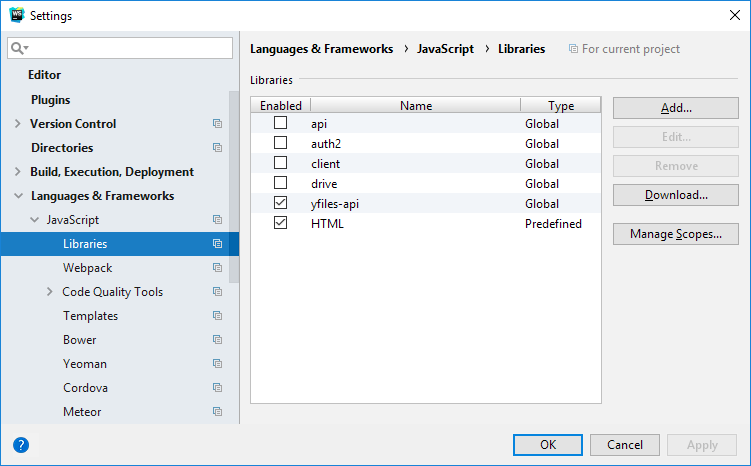 WS
Settings
Editor
Plugins
Version Control
Directories
Build, Execution, Deployment
Languages & Frameworks
JavaScript
Libraries
Webpack
Code Quality Tools
Templates
Bower
Yeoman
Cordova
Meteor
Languages & Frameworks › JavaScript › Libraries For current project
Libraries
Enabled Name Type
api Global
auth2 Global
client Global
drive Global
yfiles-api Global
HTML Predefined
Add...
Edit...
Remove
Download...
Manage Scopes...
?
OK Cancel Apply